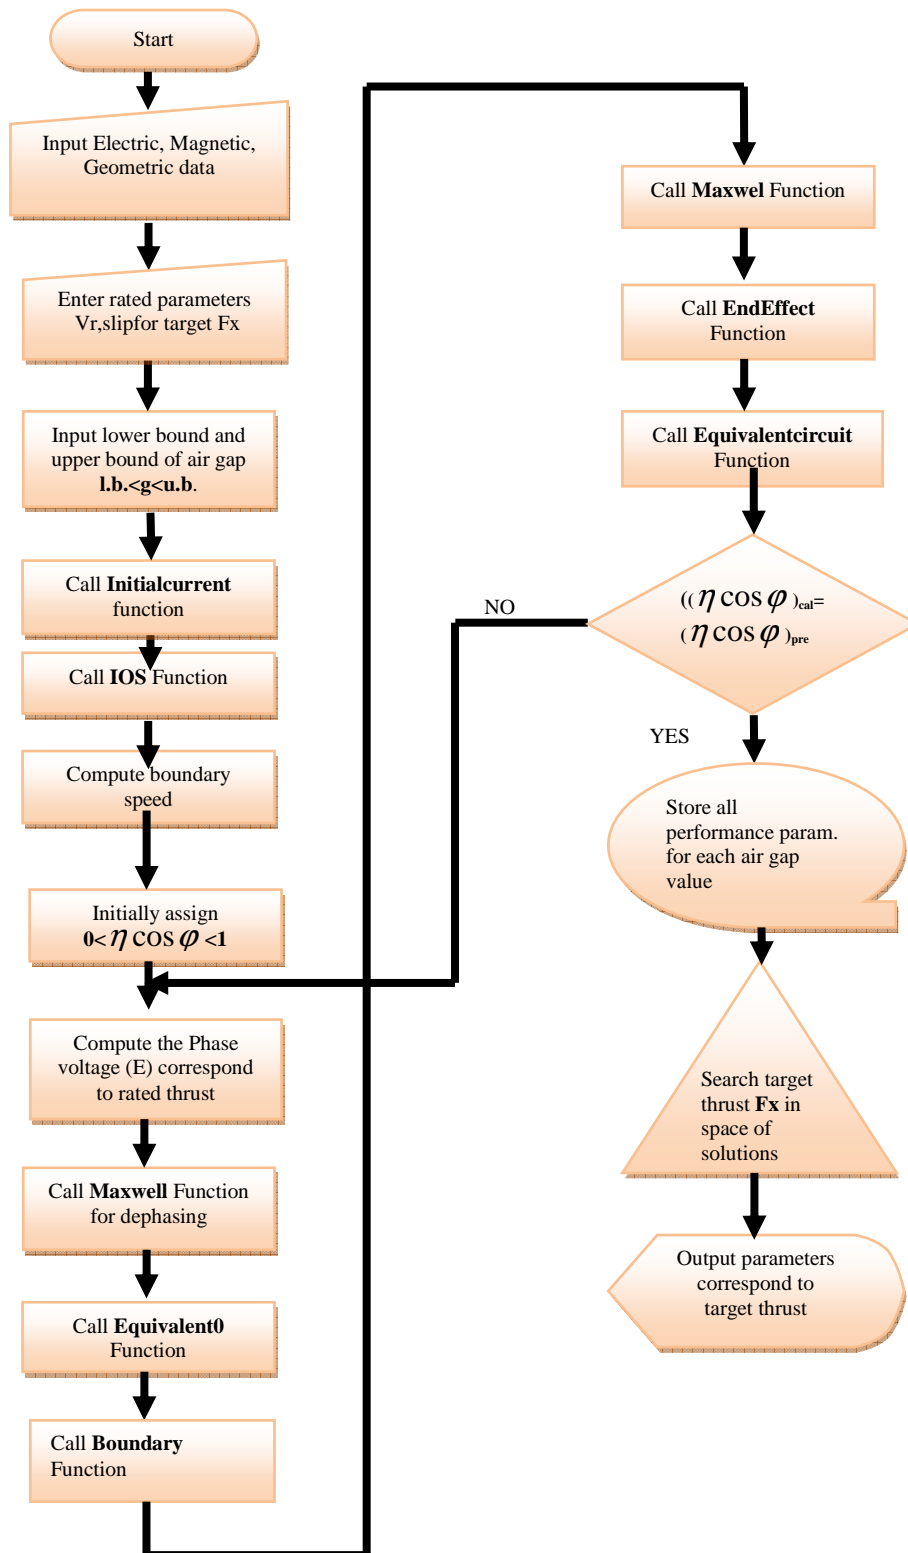 Start
Input Electric, Magnetic,
Geometric data
Enter rated parameters
Vr,slipfor target Fx
Input lower bound and
upper bound of air gap
l.b.<g<u.b.
Call Initialcurrent
function
Call IOS Function
Compute boundary
speed
Initially assign
0< η cos φ <1
Compute the Phase
voltage (E) correspond
to rated thrust
Call Maxwell Function
for dephasing
Call Equivalent0
Function
Call Boundary
Function
Call Maxwel Function
Call EndEffect
Function
Call Equivalentcircuit
Function
((η cos φ)cal=
(η cos φ)pre
NO
YES
Store all
performance param.
for each air gap
value
Search target
thrust Fx in
space of
solutions
Output parameters
correspond to
target thrust